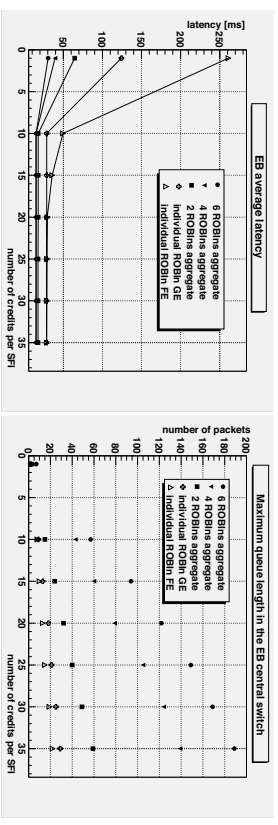 EB average latency
latency [ms]
250
200
150
100
50
0
5
10
15
20
25
30
35
number of credits per SFI
6 ROBIns aggregate
4 ROBIns aggregate
2 ROBIns aggregate
individual ROBIn GE
individual ROBIn FE
Maximum queue length in the EB central switch
number of packets
200
180
160
140
120
100
80
60
40
20
0
0
5
10
15
20
25
30
35
number of credits per SFI
6 ROBIns aggregate
4 ROBIns aggregate
2 ROBIns aggregate
individual ROBIn GE
individual ROBIn FE